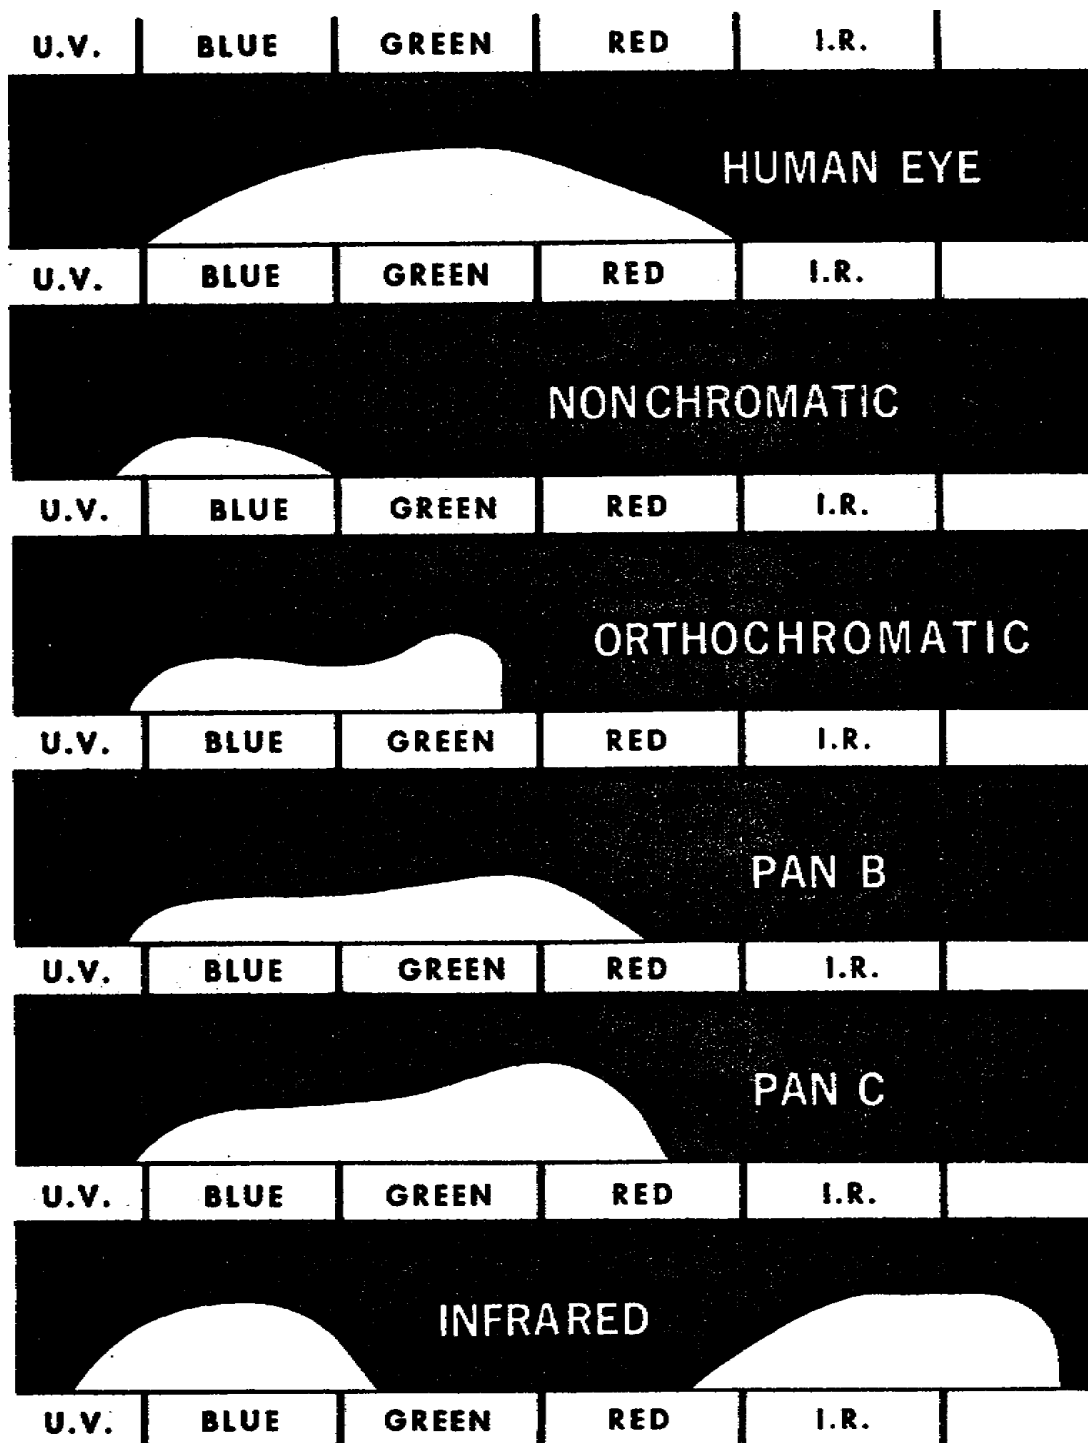 U.V. BLUE GREEN RED I.R.
HUMAN EYE
U.V. BLUE GREEN RED I.R.
NONCHROMATIC
U.V. BLUE GREEN RED I.R.
ORTHOCHROMATIC
U.V. BLUE GREEN RED I.R.
PAN B
U.V. BLUE GREEN RED I.R.
PAN C
U.V. BLUE GREEN RED I.R.
INFRARED
U.V. BLUE GREEN RED I.R.